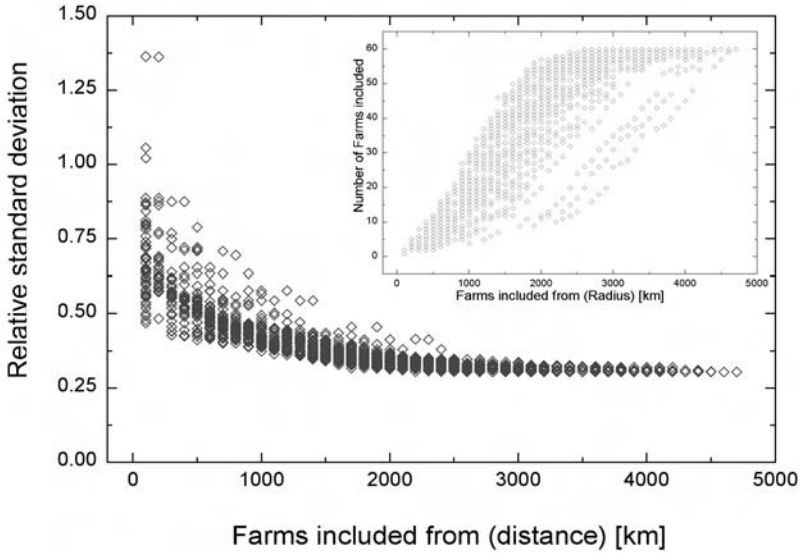 1.50
1.25
1.00
0.75
0.50
0.25
0.00
Relative standard deviation
0 1000 2000 3000 4000 5000
Farms included from (distance) [km]
60
50
40
30
20
10
0
Number of Farms included
0 1000 2000 3000 4000 5000
Farms included from (Radius) [km]